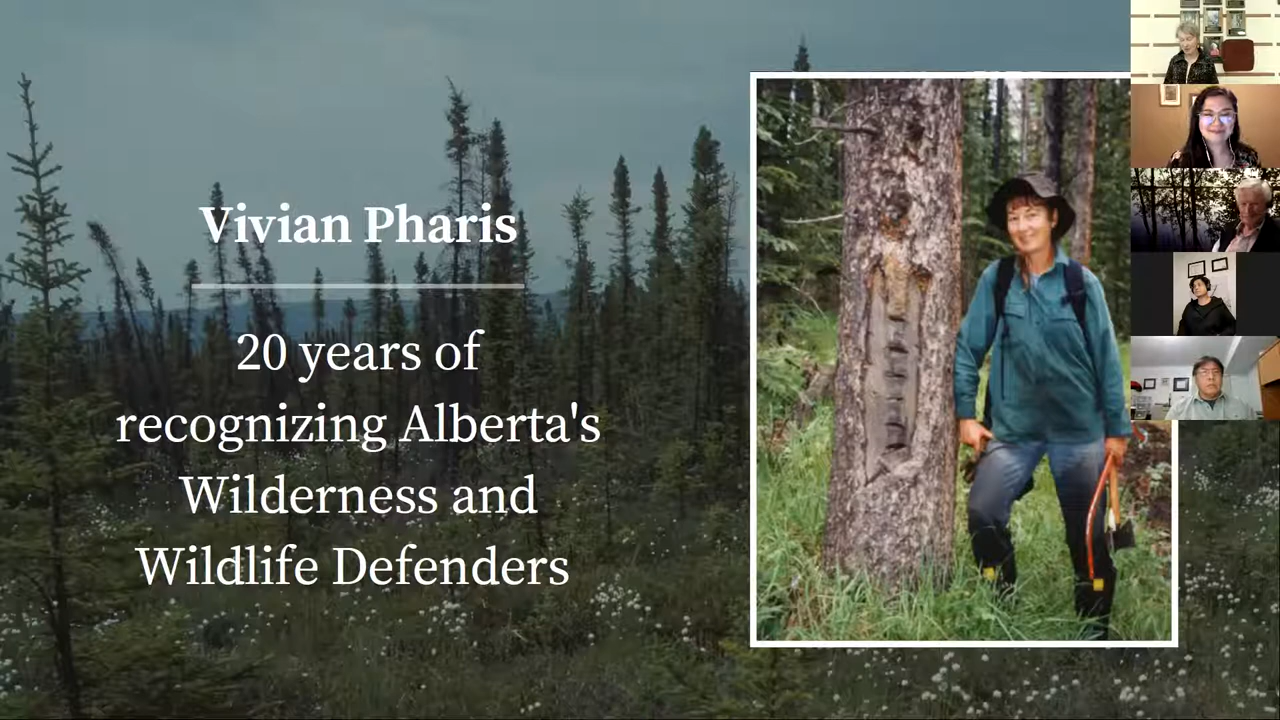 Vivian Pharis
20 years of
recognizing Alberta's
Wilderness and
Wildlife Defenders